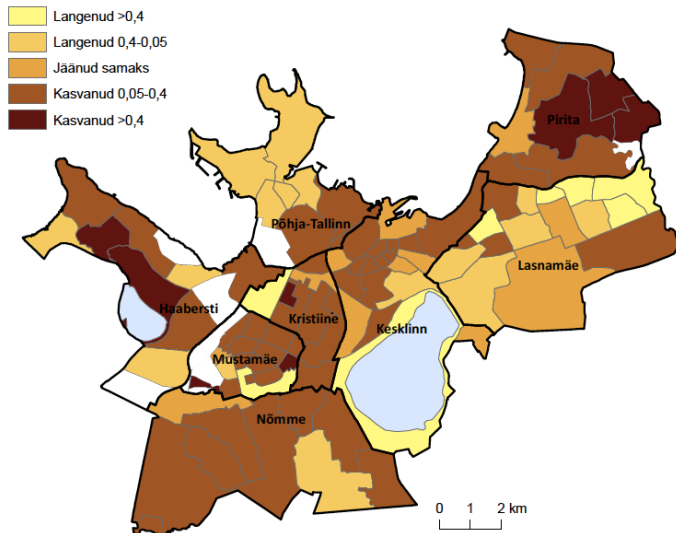 Langenud >0,4
Langenud 0,4-0,05
Jäänud samaks
Kasvanud 0,05-0,4
Kasvanud >0,4
Pirita
Põhja-Tallinn
Lasnamäe
Haabersti
Kristiine
Kesklinn
Mustamäe
Nõmme
0 1 2 km